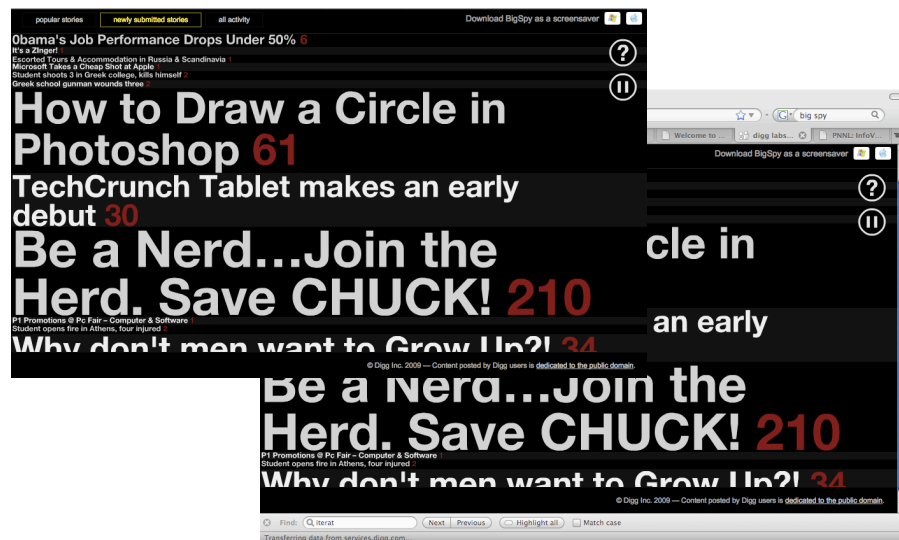 popular stories newly submitted stories all activity Download BigSpy as a screensaver
0bama's Job Performance Drops Under 50% 6
It's a ZInger! 1
Escorted Tours & Accommodation in Russia & Scandinavia 1
Microsoft Takes a Cheap Shot at Apple 1
Student shoots 3 in Greek college, kills himself 2
Greek school gunman wounds three 2
?
How to Draw a Circle in
Photoshop 61
TechCrunch Tablet makes an early
debut 30
Be a Nerd...Join the
Herd. Save CHUCK! 210
P1 Promotions @ Pc Fair – Computer & Software 1
Student opens fire in Athens, four injured 2
Why don't men want to Grow Up?! 34
© Digg Inc. 2009 — Content posted by Digg users is dedicated to the public domain.
G big spy
Welcome to ... digg labs... PNNL: InfoV...
Download BigSpy as a screensaver
?
cle in
an early
Be a Nerd...Join the
Herd. Save CHUCK! 210
P1 Promotions @ Pc Fair – Computer & Software 1
Student opens fire in Athens, four injured 2
Why don't men want to Grow Up?! 34
© Digg Inc. 2009 — Content posted by Digg users is dedicated to the public domain.
Find: iterat Next Previous Highlight all Match case
Transferring data from services.digg.com...